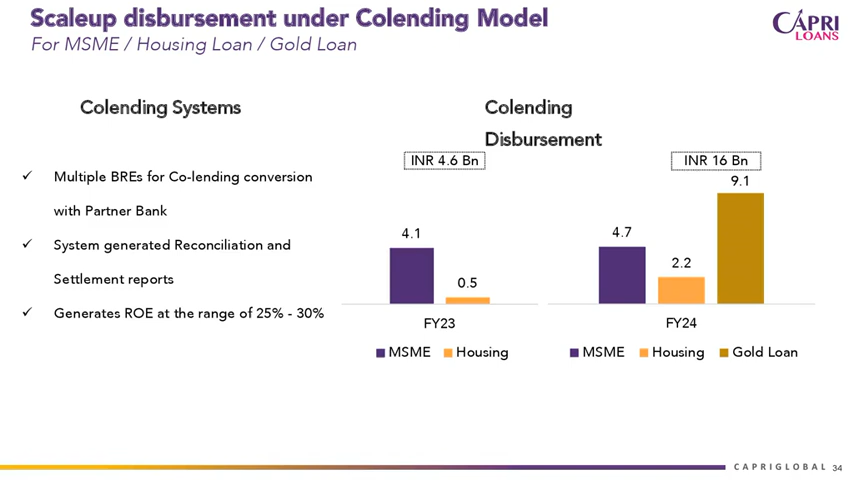 Scaleup disbursement under Colending Model
For MSME / Housing Loan / Gold Loan
CAPRI
LOANS
Colending Systems
✓ Multiple BREs for Co-lending conversion
with Partner Bank
✓ System generated Reconciliation and
Settlement reports
✓ Generates ROE at the range of 25% - 30%
Colending
Disbursement
INR 4.6 Bn
4.1
0.5
FY23
MSME Housing
INR 16 Bn
9.1
4.7
2.2
FY24
MSME Housing Gold Loan
CAPRIGLOBAL 34